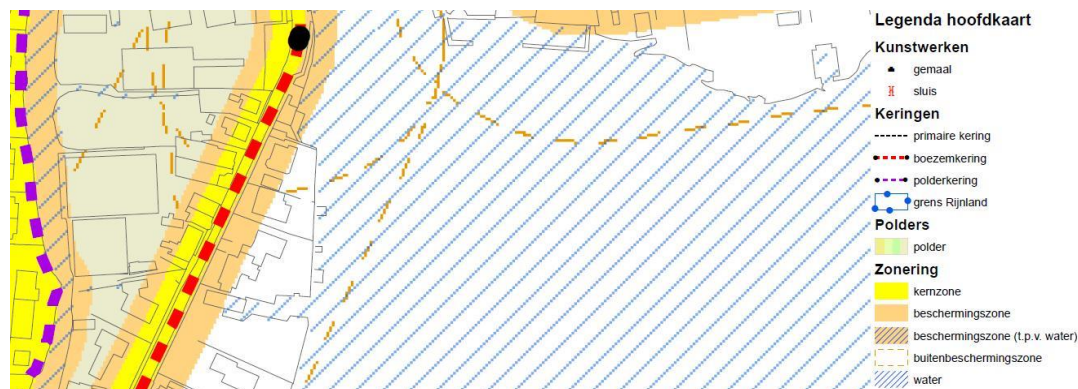 Legenda hoofdkaart
Kunstwerken
gemaal
sluis
Keringen
primaire kering
boezemkering
polderkering
grens Rijnland
Polders
polder
Zonering
kernzone
beschermingszone
beschermingszone (t.p.v. water)
buitenbeschermingszone
water